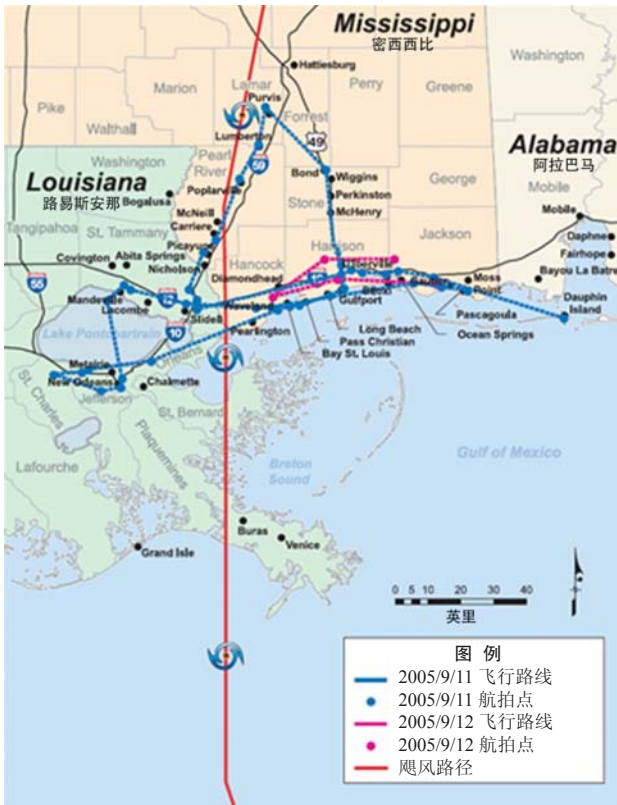 Mississippi
密西西比
Washington
Hattiesburg
Marion
Lamar
Perry
Greene
Purvis
Pike
Forrest
Walthall
Lumberton
49
Alabama
阿拉巴马
Washington
Pearl
River
59
Bond
Wiggins
Louisiana
路易斯安那
Poplarville
Perkinston
George
Mobile
Bogalusa
Stone
McHenry
Tangipahoa
McNeill
Mobile
St. Tammany
Carriere
Harrison
Jackson
Daphne
Covington
Abita Springs
Picayune
Hancock
Fairhope
55
Nicholson
Diamondhead
Moss
Point
Bayou La Batre
Mandeville
12
Lacombe
Waveland
Gulfport
Dauphin
Island
Slidell
Lake Pontchartrain
10
Pearlington
Long Beach
Pascagoula
Pass Christian
Ocean Springs
Orleans
Bay St. Louis
Metairie
New Orleans
Chalmette
Jefferson
St. Charles
St. Bernard
Plaquemines
Lafourche
Breton
Sound
Gulf of Mexico
Buras
Venice
Grand Isle
0 5 10 20 30 40
英里
图 例
2005/9/11 飞行路线
2005/9/11 航拍点
2005/9/12 飞行路线
2005/9/12 航拍点
飓风路径